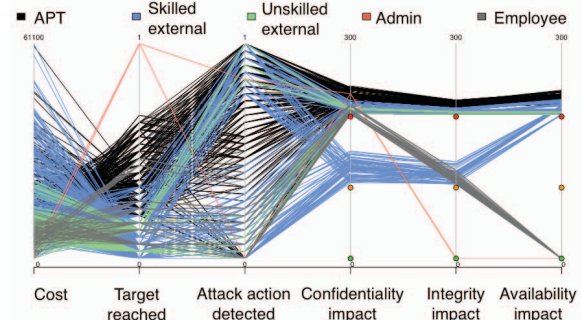 APT
Skilled external
Unskilled external
Admin
Employee
61100
1
1
300
300
300
0
0
0
0
0
0
Cost
Target reached
Attack action detected
Confidentiality impact
Integrity impact
Availability impact